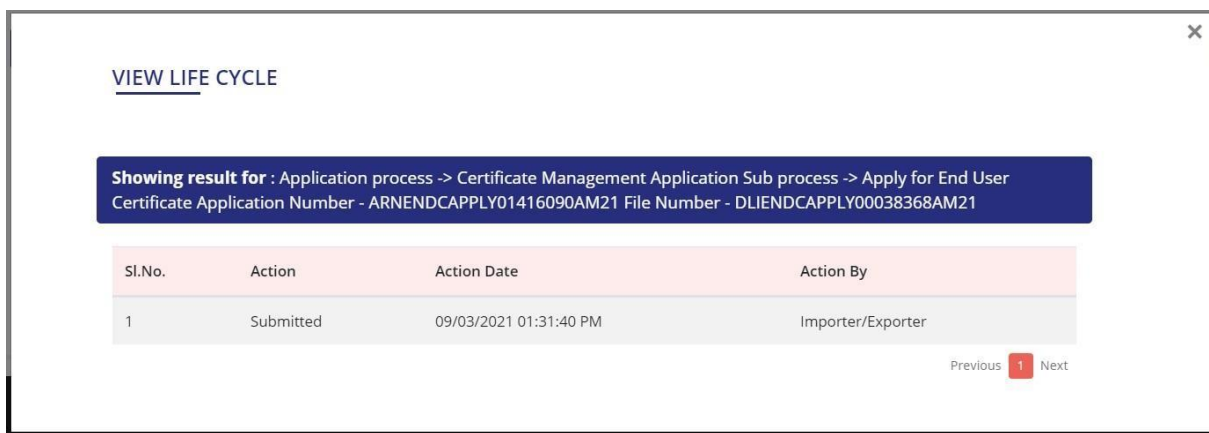 ×
VIEW LIFE CYCLE
Showing result for : Application process -> Certificate Management Application Sub process -> Apply for End User
Certificate Application Number - ARNENDCAPPLY01416090AM21 File Number - DLIENDCAPPLY00038368AM21
Sl.No. Action Action Date Action By
1 Submitted 09/03/2021 01:31:40 PM Importer/Exporter
Previous 1 Next